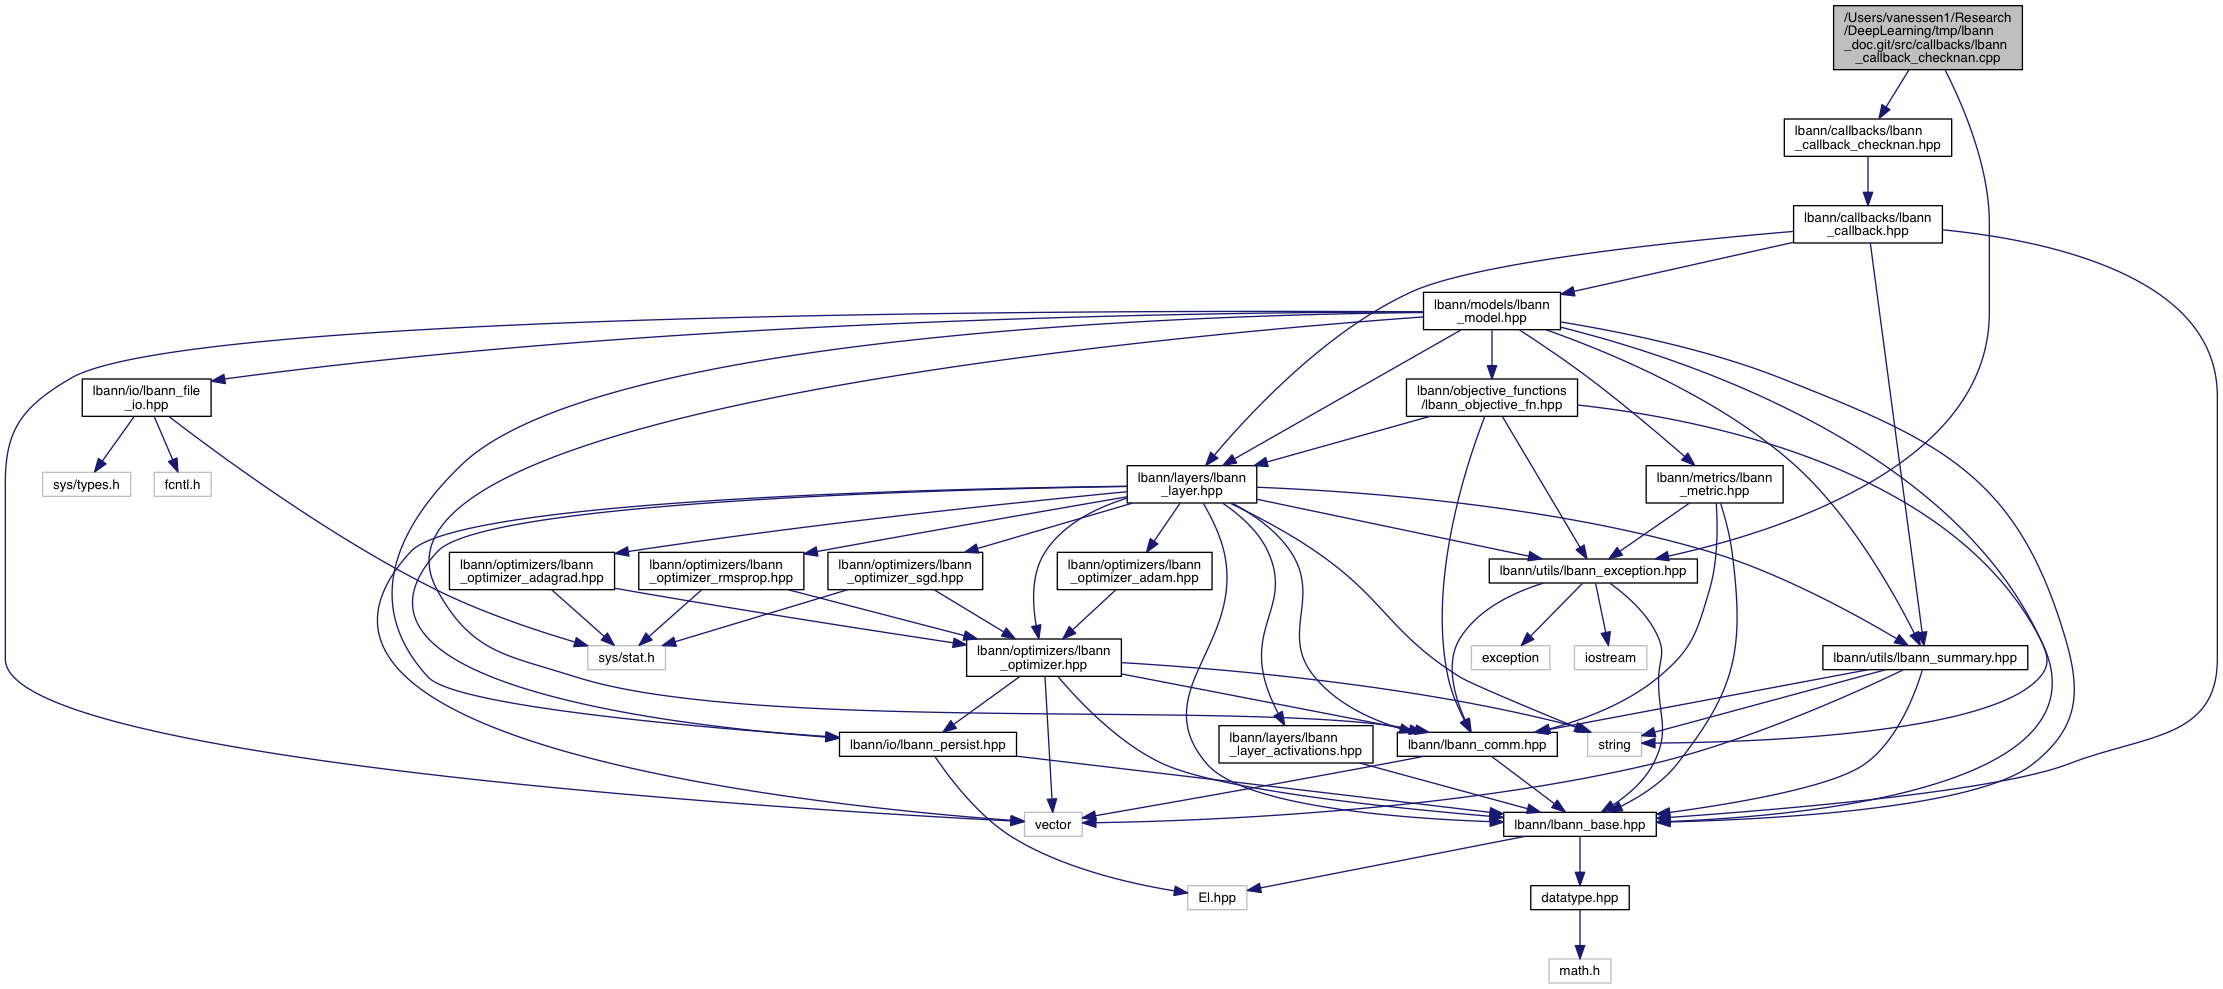 /Users/vanessen1/Research
/DeepLearning/tmp/lbann
_doc.git/src/callbacks/lbann
_callback_checknan.cpp
lbann/callbacks/lbann
_callback_checknan.hpp
lbann/callbacks/lbann
_callback.hpp
lbann/models/lbann
_model.hpp
lbann/io/lbann_file
_io.hpp
lbann/objective_functions
/lbann_objective_fn.hpp
sys/types.h
fcntl.h
lbann/layers/lbann
_layer.hpp
lbann/metrics/lbann
_metric.hpp
lbann/optimizers/lbann
_optimizer_adagrad.hpp
lbann/optimizers/lbann
_optimizer_rmsprop.hpp
lbann/optimizers/lbann
_optimizer_sgd.hpp
lbann/optimizers/lbann
_optimizer_adam.hpp
lbann/utils/lbann_exception.hpp
sys/stat.h
lbann/optimizers/lbann
_optimizer.hpp
exception
iostream
lbann/utils/lbann_summary.hpp
lbann/io/lbann_persist.hpp
lbann/layers/lbann
_layer_activations.hpp
lbann/lbann_comm.hpp
string
vector
lbann/lbann_base.hpp
El.hpp
datatype.hpp
math.h